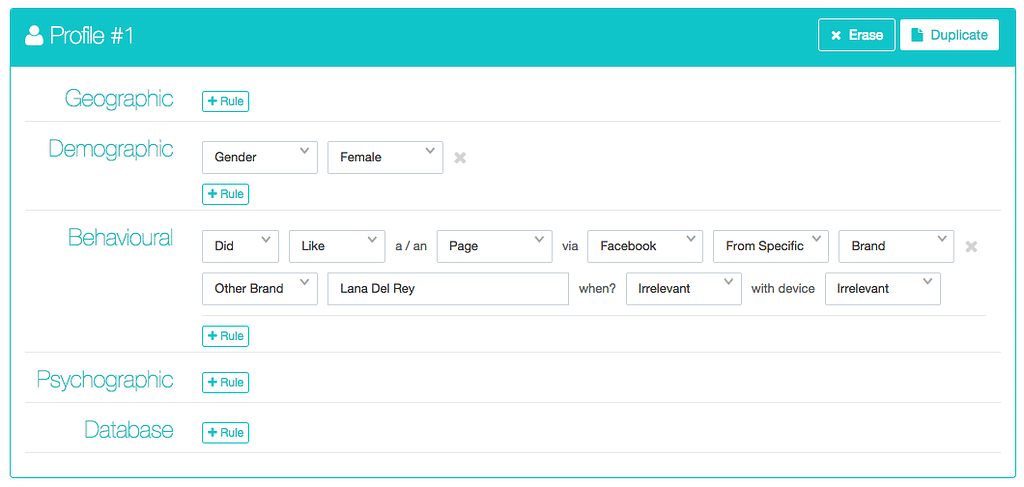 Profile #1 Erase Duplicate
Geographic + Rule
Demographic Gender Female
+ Rule
Behavioural Did Like a / an Page via Facebook From Specific Brand
Other Brand Lana Del Rey when? Irrelevant with device Irrelevant
+ Rule
Psychographic + Rule
Database + Rule